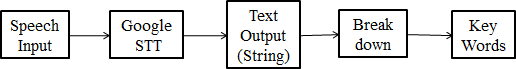 Speech
Input
Google
STT
Text
Output
(String)
Break
down
Key
Words